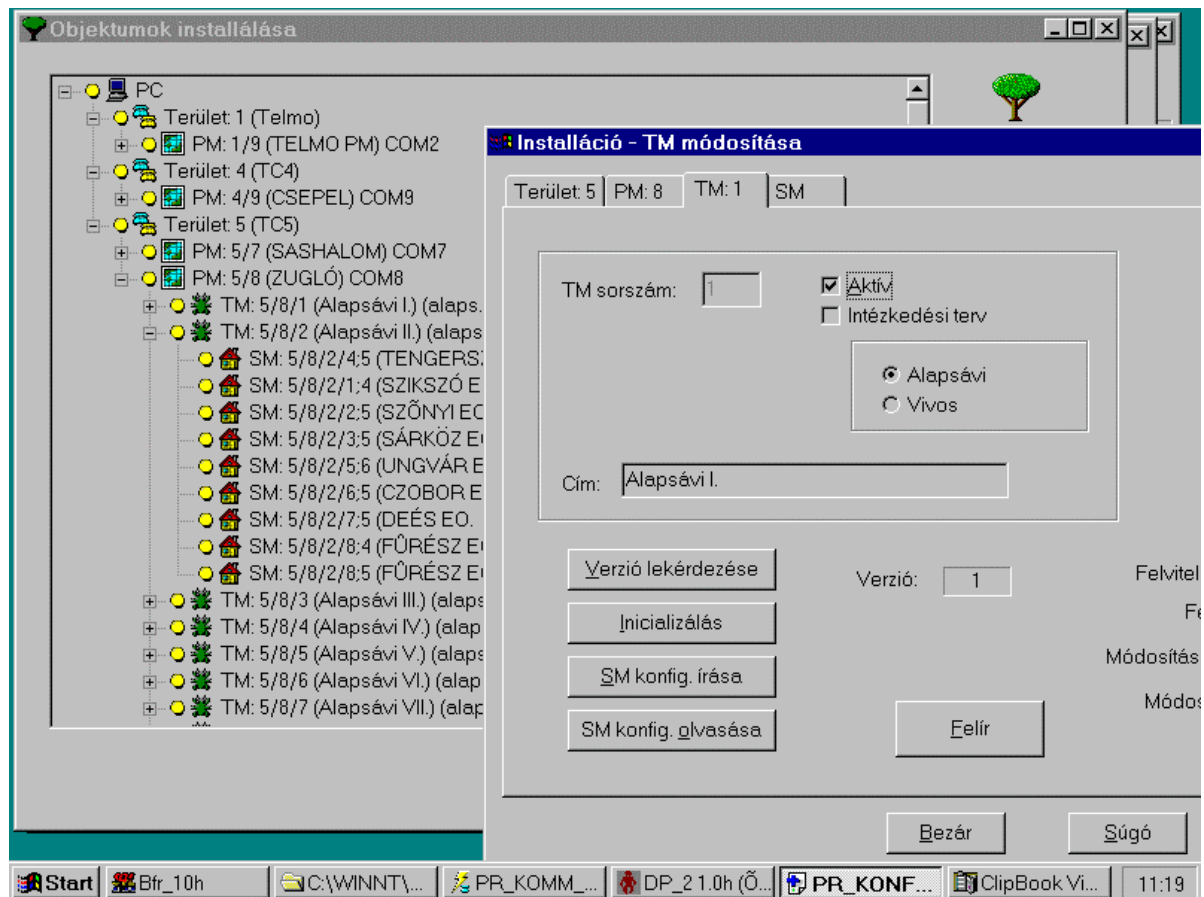 Objektumok installálása
PC
Terület: 1 (Telmo)
PM: 1/9 (TELMO PM) COM2
Terület: 4 (TC4)
PM: 4/9 (CSEPEL) COM9
Terület: 5 (TC5)
PM: 5/7 (SASHALOM) COM7
PM: 5/8 (ZUGLÓ) COM8
TM: 5/8/1 (Alapsávi I.) (alaps.
TM: 5/8/2 (Alapsávi II.) (alaps
SM: 5/8/2/4;5 (TENGERSZ
SM: 5/8/2/1;4 (SZIKSZÓ E
SM: 5/8/2/2;5 (SZÕNYI EO
SM: 5/8/2/3;5 (SÁRKÖZ EO
SM: 5/8/2/5;6 (UNGVÁR E
SM: 5/8/2/6;5 (CZOBOR E
SM: 5/8/2/7;5 (DEÉS EO.
SM: 5/8/2/8;4 (FÛRÉSZ EO
SM: 5/8/2/8;5 (FÛRÉSZ EO
TM: 5/8/3 (Alapsávi III.) (alaps
TM: 5/8/4 (Alapsávi IV.) (alap
TM: 5/8/5 (Alapsávi V.) (alaps
TM: 5/8/6 (Alapsávi VI.) (alap
TM: 5/8/7 (Alapsávi VII.) (alap
Installáció - TM módosítása
Terület: 5 PM: 8 TM: 1 SM
TM sorszám: 1 Aktív
Intézkedési terv
Alapsávi
Vivos
Cím: Alapsávi I.
Verzió lekérdezése Verzió: 1 Felvitel
Inicializálás Fe
SM konfig. írása Módosítás
SM konfig. olvasása Felír Módos
Bezár Súgó
Start Bfr_10h C:\WINNT\... PR_KOMM_... DP_2 1.0h (Õ... PR_KONF... ClipBook Vi... 11:19